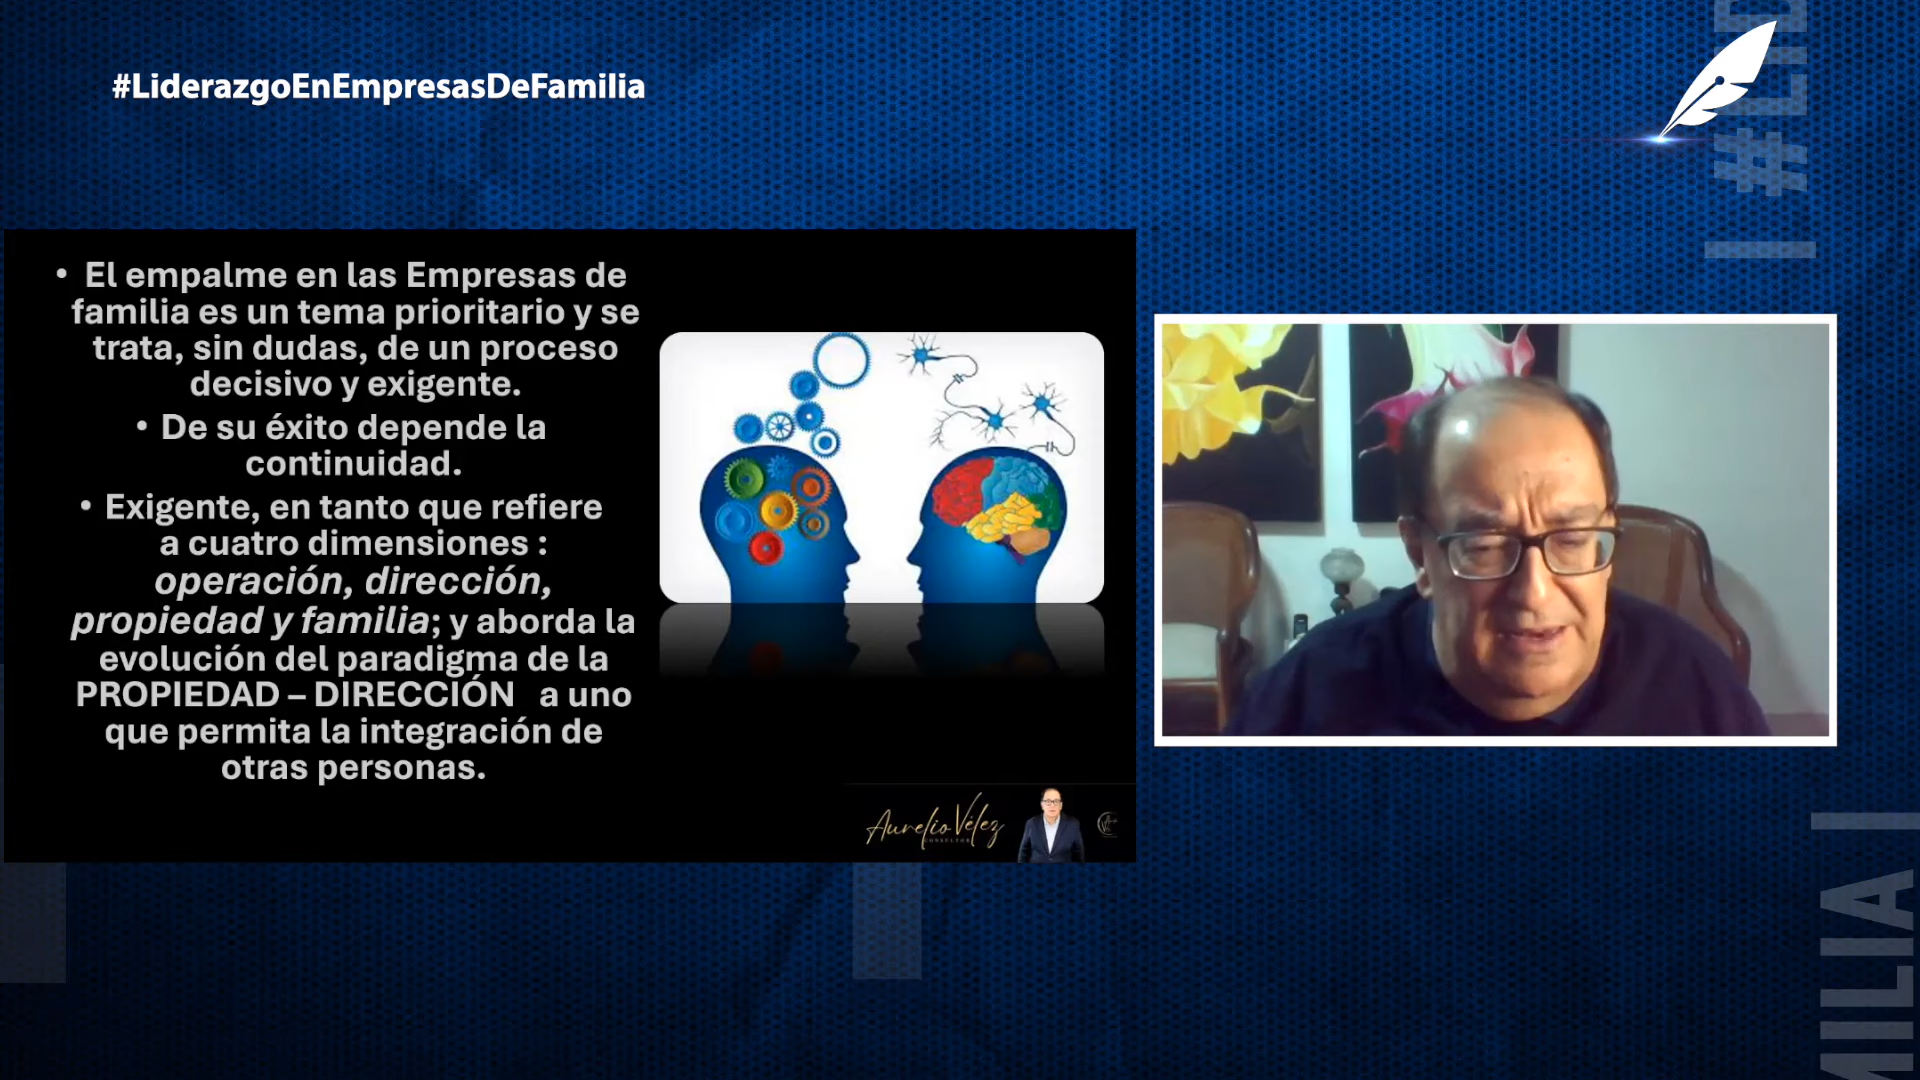 #LiderazgoEnEmpresasDeFamilia
| #LID
• El empalme en las Empresas de
familia es un tema prioritario y se
trata, sin dudas, de un proceso
decisivo y exigente.
• De su éxito depende la
continuidad.
• Exigente, en tanto que refiere
a cuatro dimensiones :
operación, dirección,
propiedad y familia; y aborda la
evolución del paradigma de la
PROPIEDAD – DIRECCIÓN a uno
que permita la integración de
otras personas.
Aurelio Vélez
CONSULTOR
MILIA |